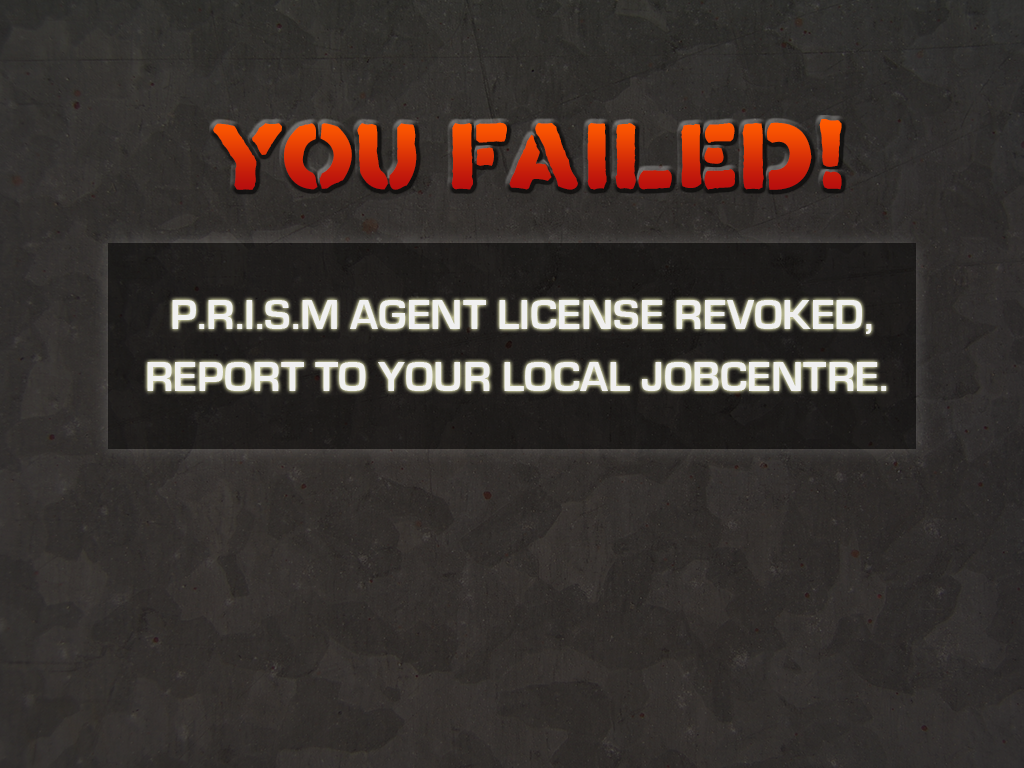 YOU FAILED!
P.R.I.S.M AGENT LICENSE REVOKED,
REPORT TO YOUR LOCAL JOBCENTRE.